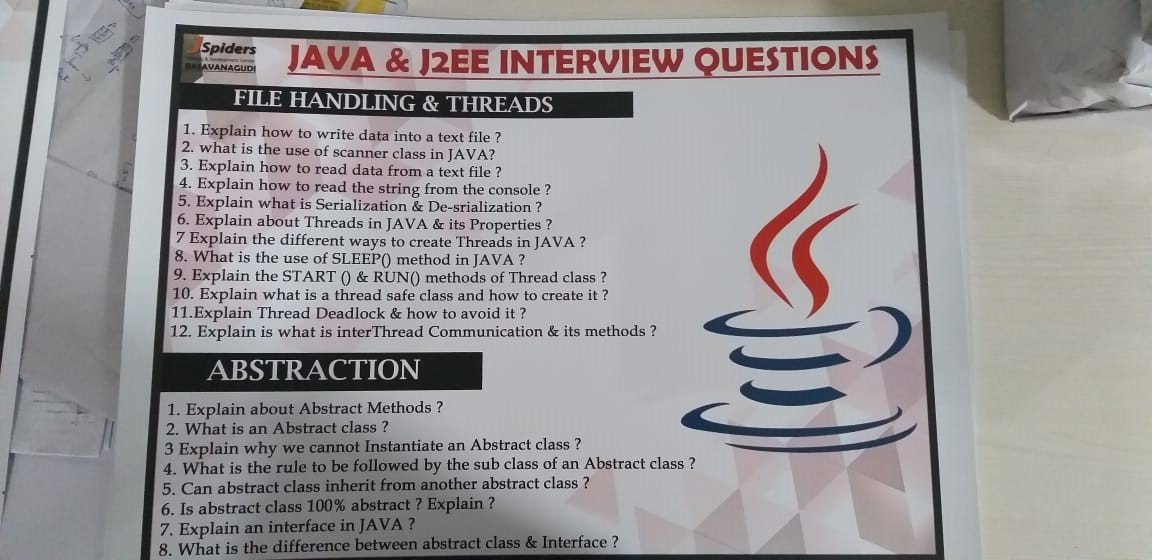 JSpiders
BASAVANAGUDI
JAVA & J2EE INTERVIEW QUESTIONS
FILE HANDLING & THREADS
1. Explain how to write data into a text file ?
2. what is the use of scanner class in JAVA?
3. Explain how to read data from a text file ?
4. Explain how to read the string from the console ?
5. Explain what is Serialization & De-srialization ?
6. Explain about Threads in JAVA & its Properties ?
7 Explain the different ways to create Threads in JAVA ?
8. What is the use of SLEEP() method in JAVA ?
9. Explain the START () & RUN() methods of Thread class ?
10. Explain what is a thread safe class and how to create it ?
11.Explain Thread Deadlock & how to avoid it ?
12. Explain is what is interThread Communication & its methods ?
ABSTRACTION
1. Explain about Abstract Methods ?
2. What is an Abstract class ?
3 Explain why we cannot Instantiate an Abstract class ?
4. What is the rule to be followed by the sub class of an Abstract class ?
5. Can abstract class inherit from another abstract class ?
6. Is abstract class 100% abstract ? Explain ?
7. Explain an interface in JAVA ?
8. What is the difference between abstract class & Interface ?